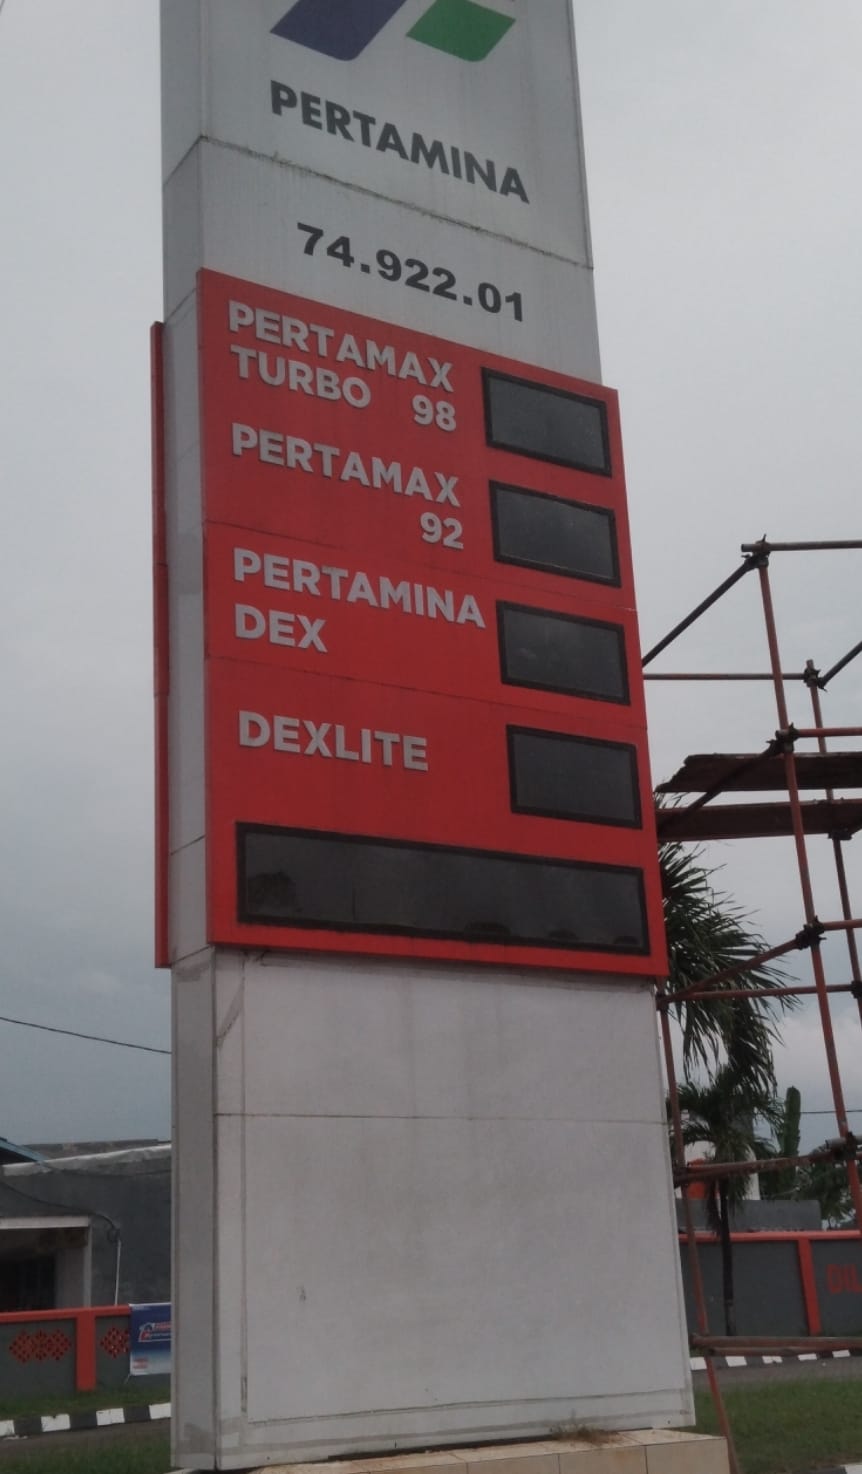 PERTAMINA
74.922.01
PERTAMAX
TURBO 98
PERTAMAX
92
PERTAMINA
DEX
DEXLITE